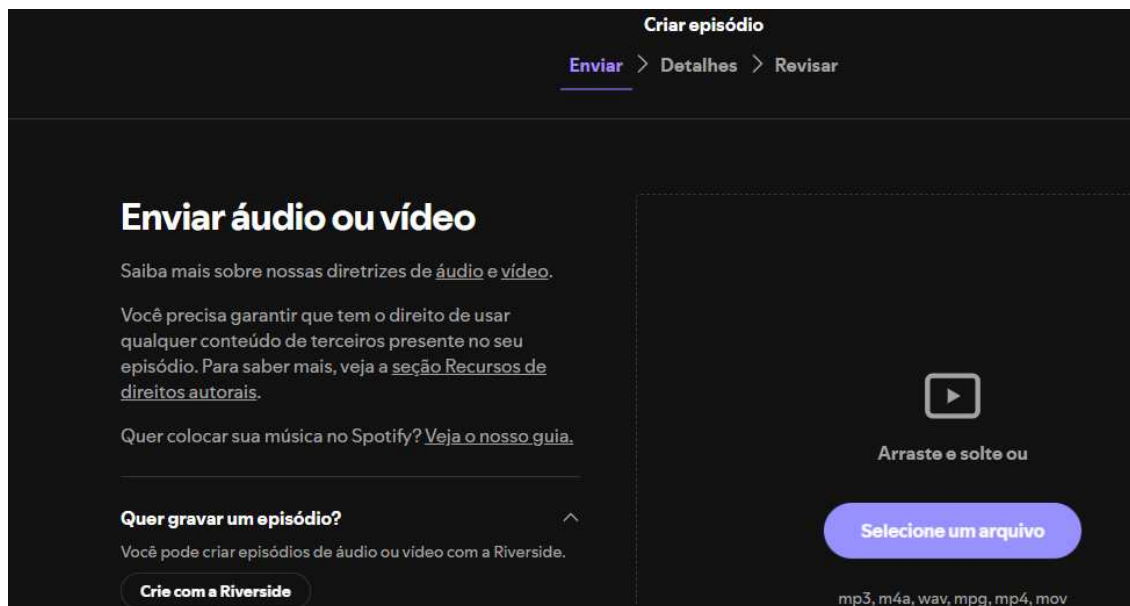 Criar episódio
Enviar > Detalhes > Revisar
Enviar áudio ou vídeo
Saiba mais sobre nossas diretrizes de áudio e vídeo.
Você precisa garantir que tem o direito de usar
qualquer conteúdo de terceiros presente no seu
episódio. Para saber mais, veja a seção Recursos de
direitos autorais.
Quer colocar sua música no Spotify? Veja o nosso guia.
Quer gravar um episódio?
Você pode criar episódios de áudio ou vídeo com a Riverside.
Crie com a Riverside
Arraste e solte ou
Selecione um arquivo
mp3, m4a, wav, mpg, mp4, mov